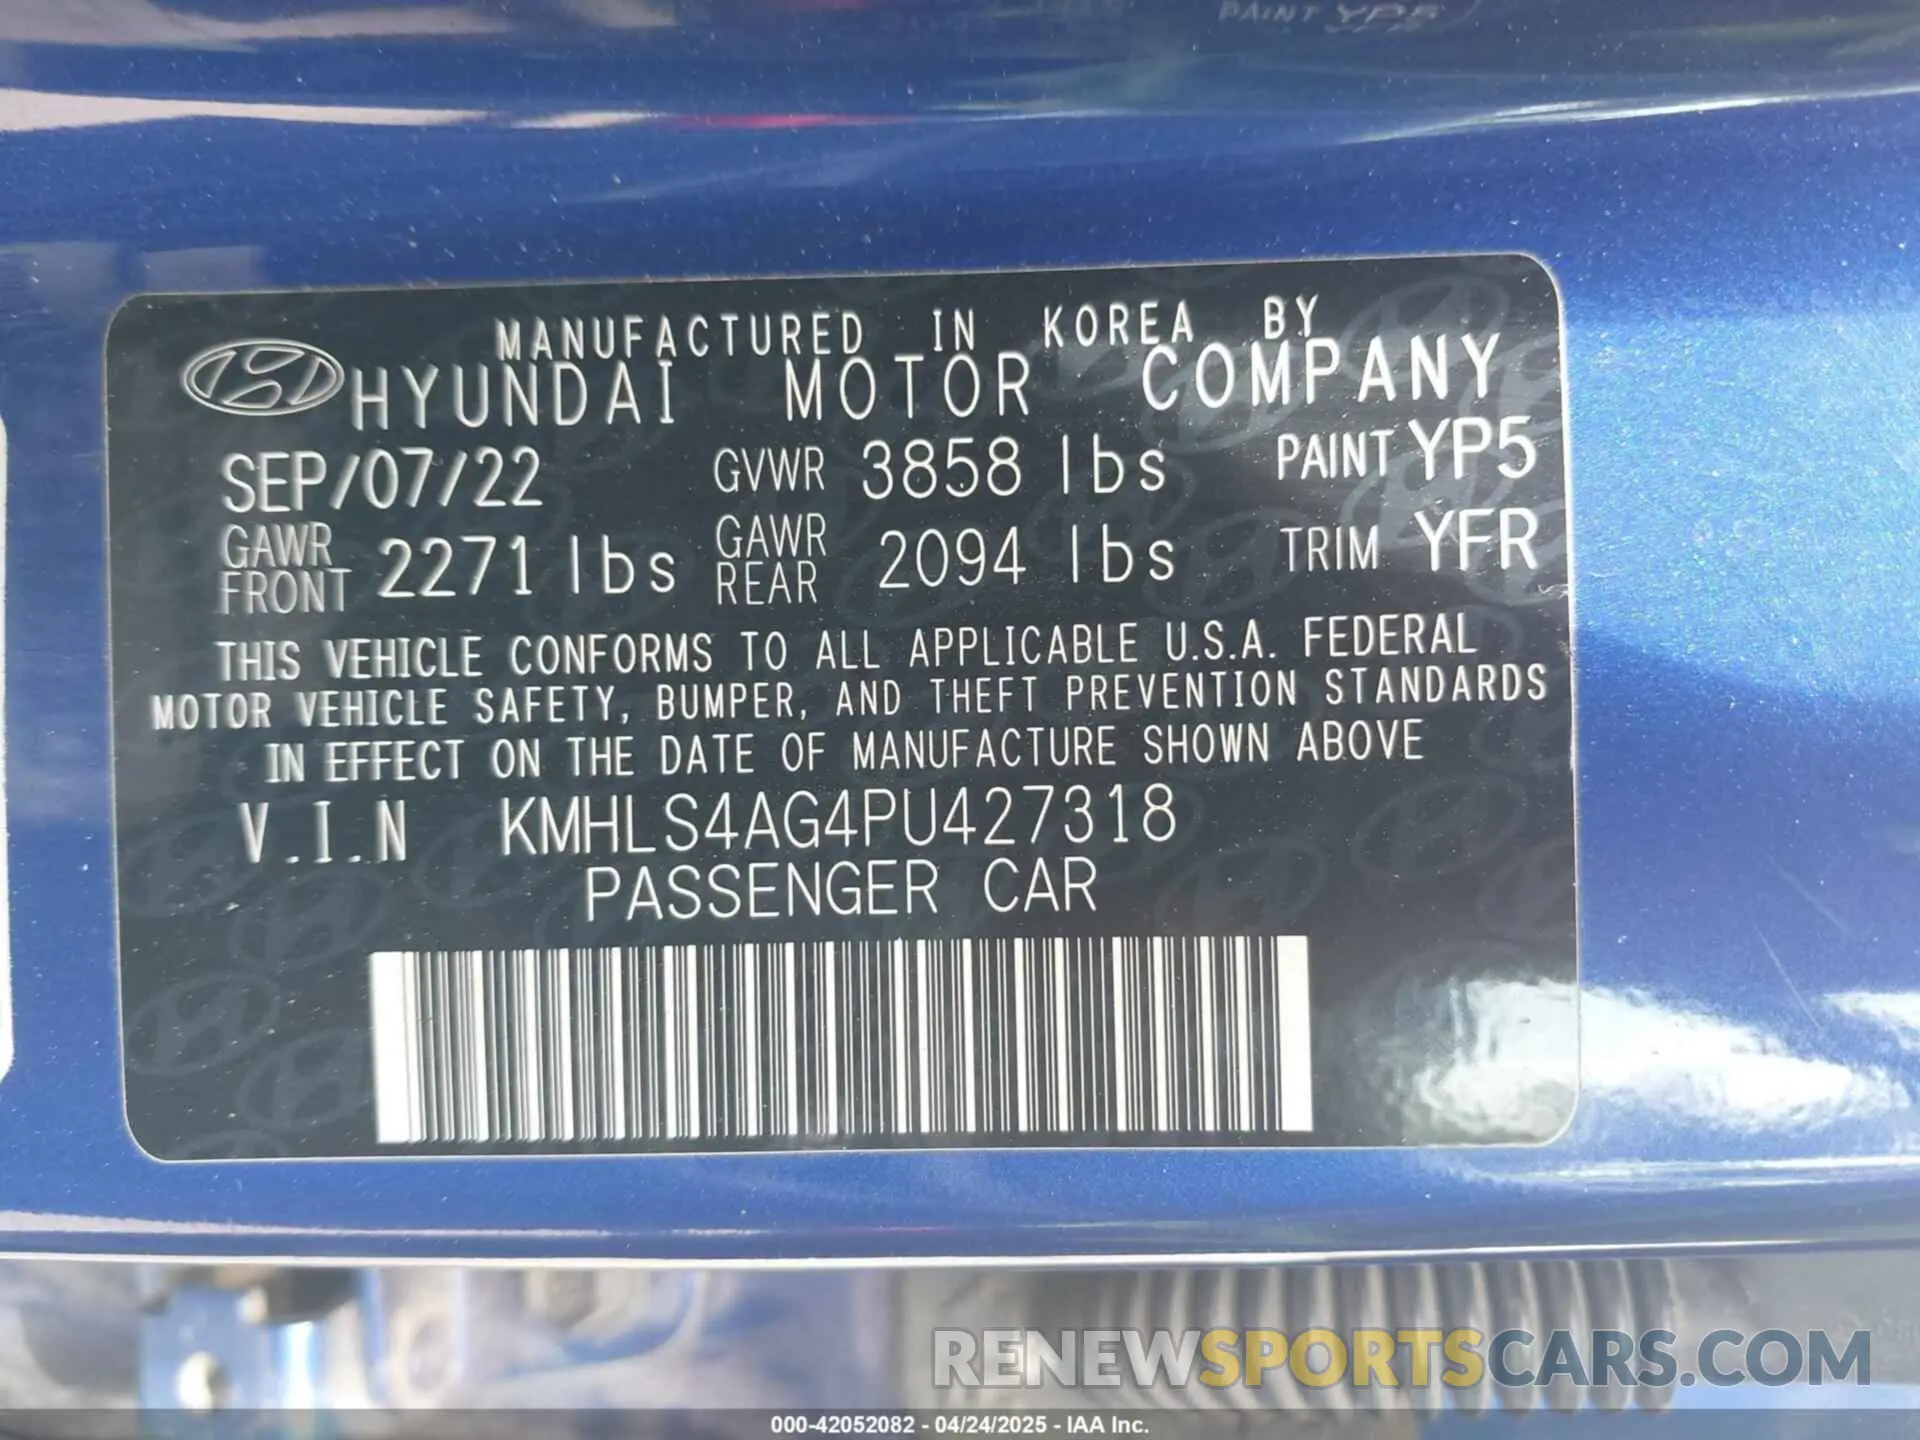 PAINT YP5
MANUFACTURED IN KOREA BY
HYUNDAI MOTOR COMPANY
SEP/07/22 GVWR 3858 lbs PAINT YP5
GAWR FRONT 2271 lbs GAWR REAR 2094 lbs TRIM YFR
THIS VEHICLE CONFORMS TO ALL APPLICABLE U.S.A. FEDERAL
MOTOR VEHICLE SAFETY, BUMPER, AND THEFT PREVENTION STANDARDS
IN EFFECT ON THE DATE OF MANUFACTURE SHOWN ABOVE
V.I.N KMHLS4AG4PU427318
PASSENGER CAR
RENEWSPORTSCARS.COM
000-42052082 - 04/24/2025 - IAA Inc.